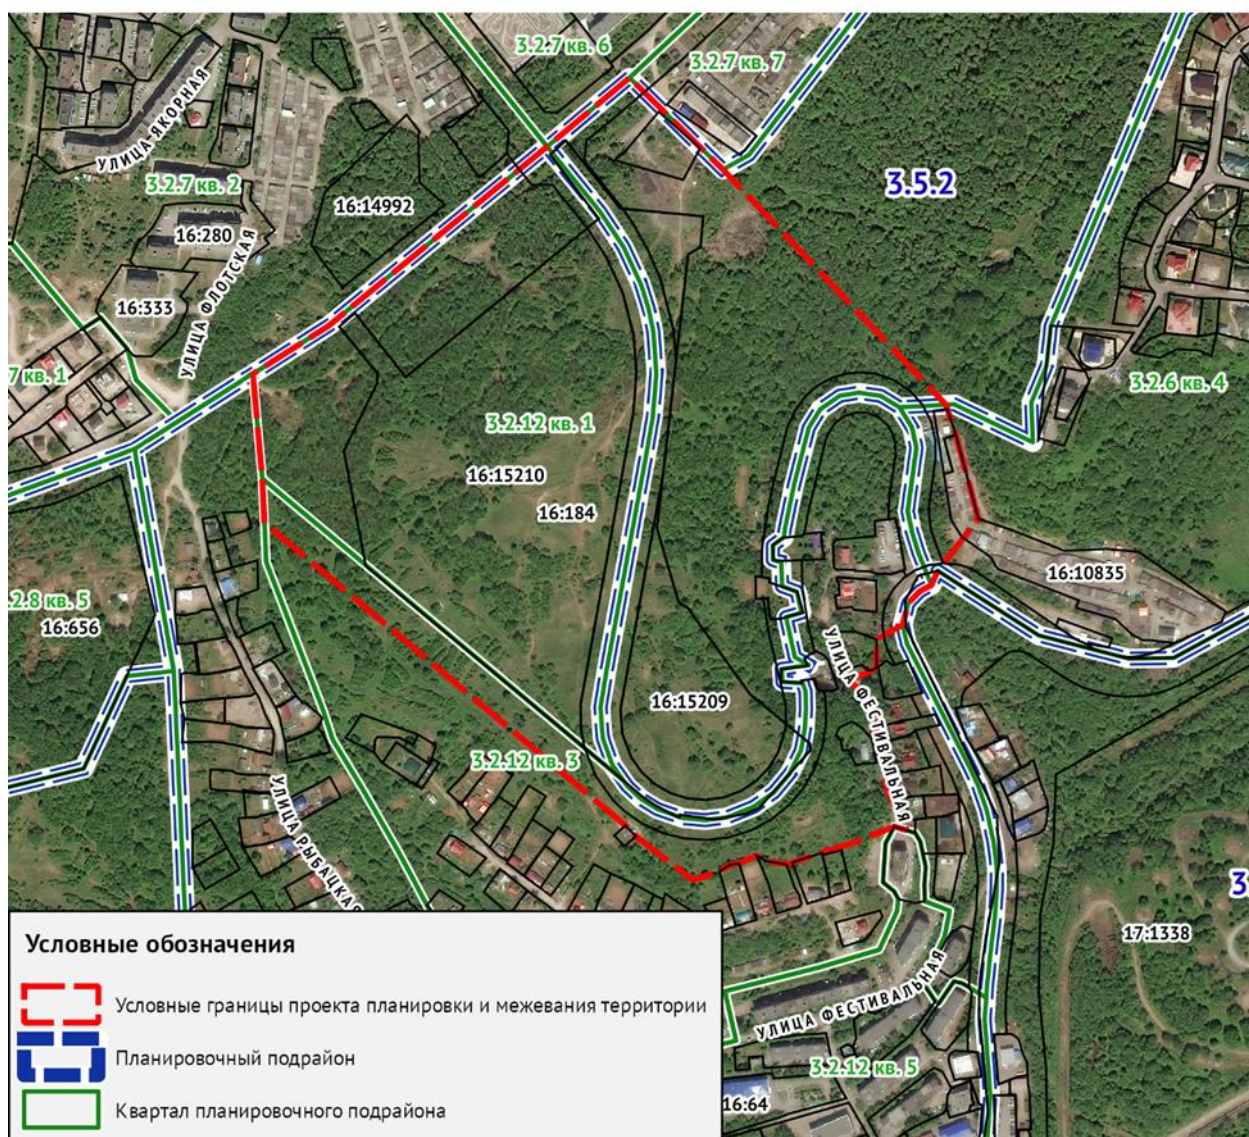 3.2.7 кв. 6
3.2.7 кв. 7
УЛИЦА ЯКОРНАЯ
3.2.7 кв. 2
3.5.2
16:14992
16:280
УЛИЦА ФЛОТСКАЯ
16:333
7 кв. 1
3.2.6 кв. 4
3.2.12 кв. 1
16:15210
16:184
16:10835
.2.8 кв. 5
16:656
УЛИЦА ФЕСТИВАЛЬНАЯ
16:15209
3.2.12 кв. 3
УЛИЦА РЫБАЦКАЯ
3
17:1338
УЛИЦА ФЕСТИВАЛЬНАЯ
3.2.12 кв. 5
16:64
Условные обозначения
Условные границы проекта планировки и межевания территории
Планировочный подрайон
Квартал планировочного подрайона